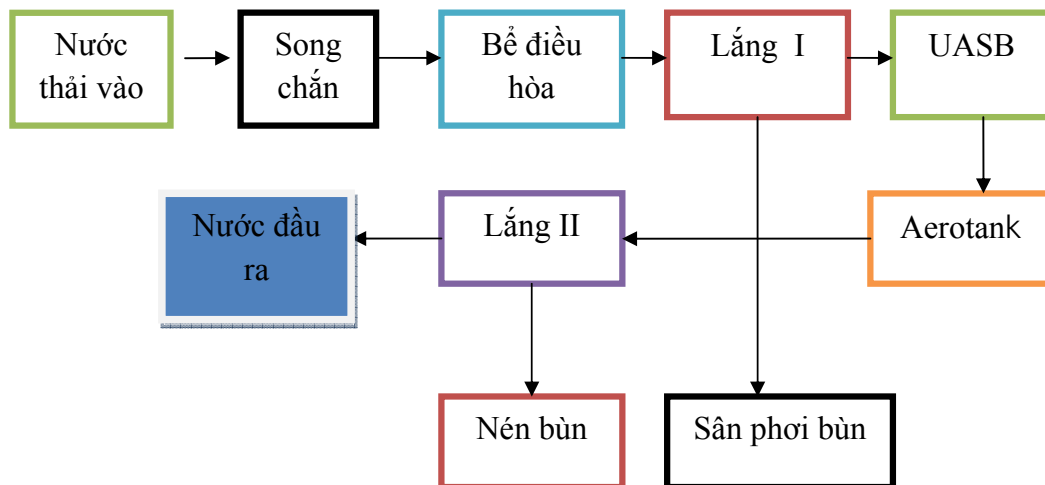 Nước
thải vào
Song
chắn
Bể điều
hòa
Lắng I
UASB
Nước đầu
ra
Lắng II
Aerotank
Nén bùn
Sân phơi bùn